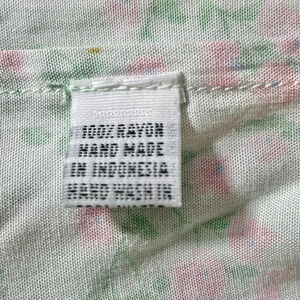 100% RAYON
HAND MADE
IN INDONESIA
HAND WASH IN